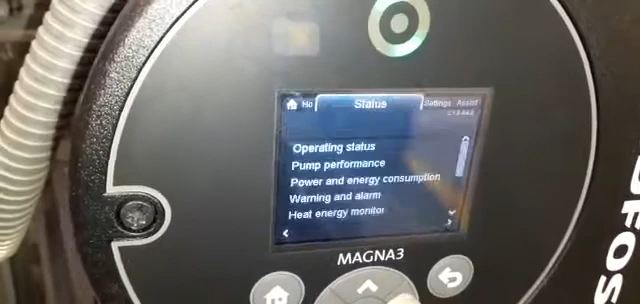 Ho Status Settings Assist
Operating status
Pump performance
Power and energy consumption
Warning and alarm
Heat energy monitor
MAGNA3
DFOS